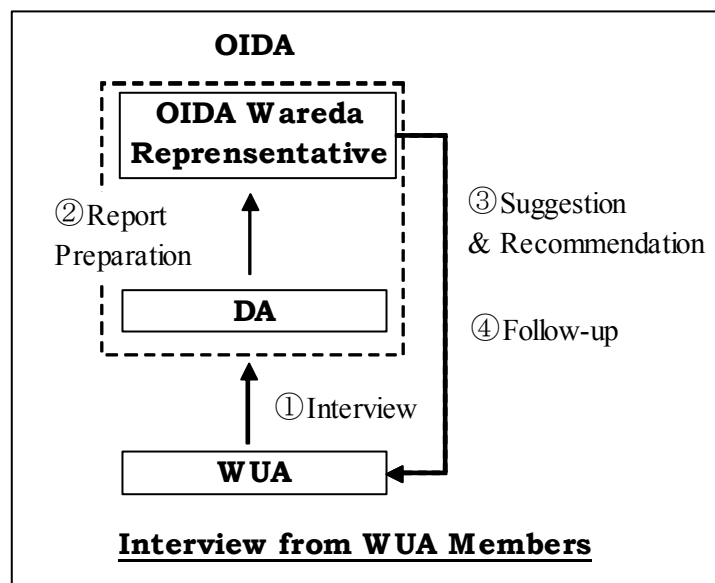 OIDA
OIDA Wareda
Reprensentative
②Report
Preparation
③Suggestion
& Recommendation
DA
④Follow-up
①Interview
WUA
Interview from WUA Members